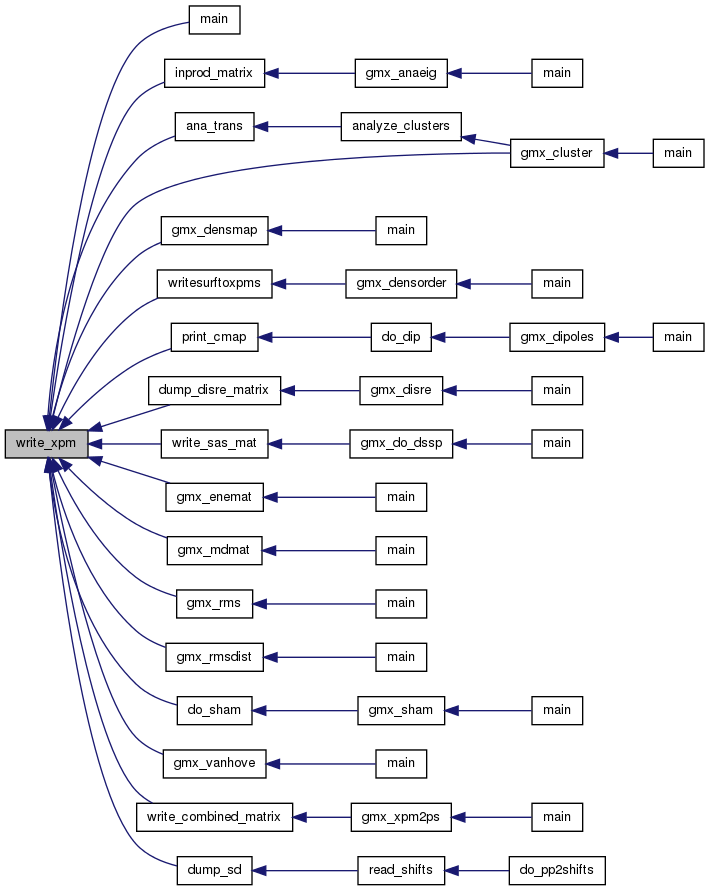 main
inprod_matrix
gmx_anaeig
main
ana_trans
analyze_clusters
gmx_cluster
main
gmx_densmap
main
writesurftoxpms
gmx_densorder
main
print_cmap
do_dip
gmx_dipoles
main
dump_disre_matrix
gmx_disre
main
write_xpm
write_sas_mat
gmx_do_dssp
main
gmx_enemat
main
gmx_mdmat
main
gmx_rms
main
gmx_rmsdist
main
do_sham
gmx_sham
main
gmx_vanhove
main
write_combined_matrix
gmx_xpm2ps
main
dump_sd
read_shifts
do_pp2shifts